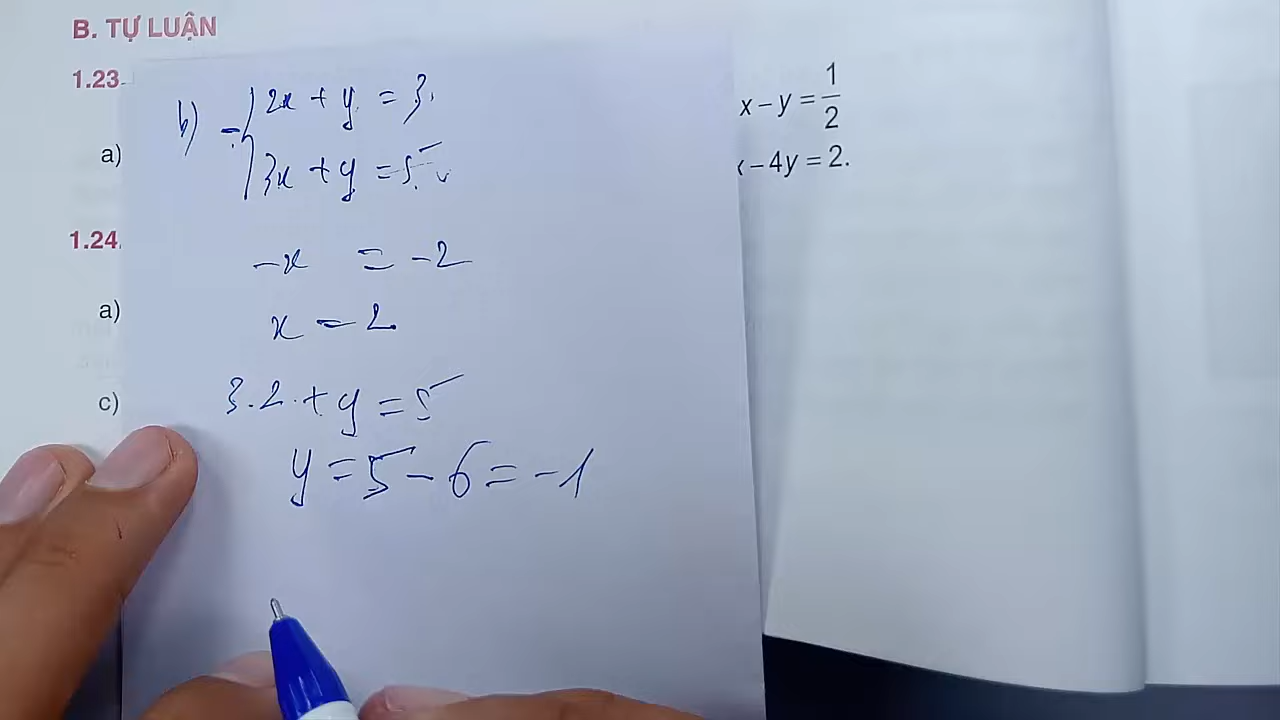 B. TỰ LUẬN
1.23.
b) - { 2x + y = 3
a)
3x + y = 5
x – y = 1/2
– 4y = 2.
1.24.
-x = -2
a)
x = 2
c)
3.2 + y = 5
y = 5 - 6 = -1